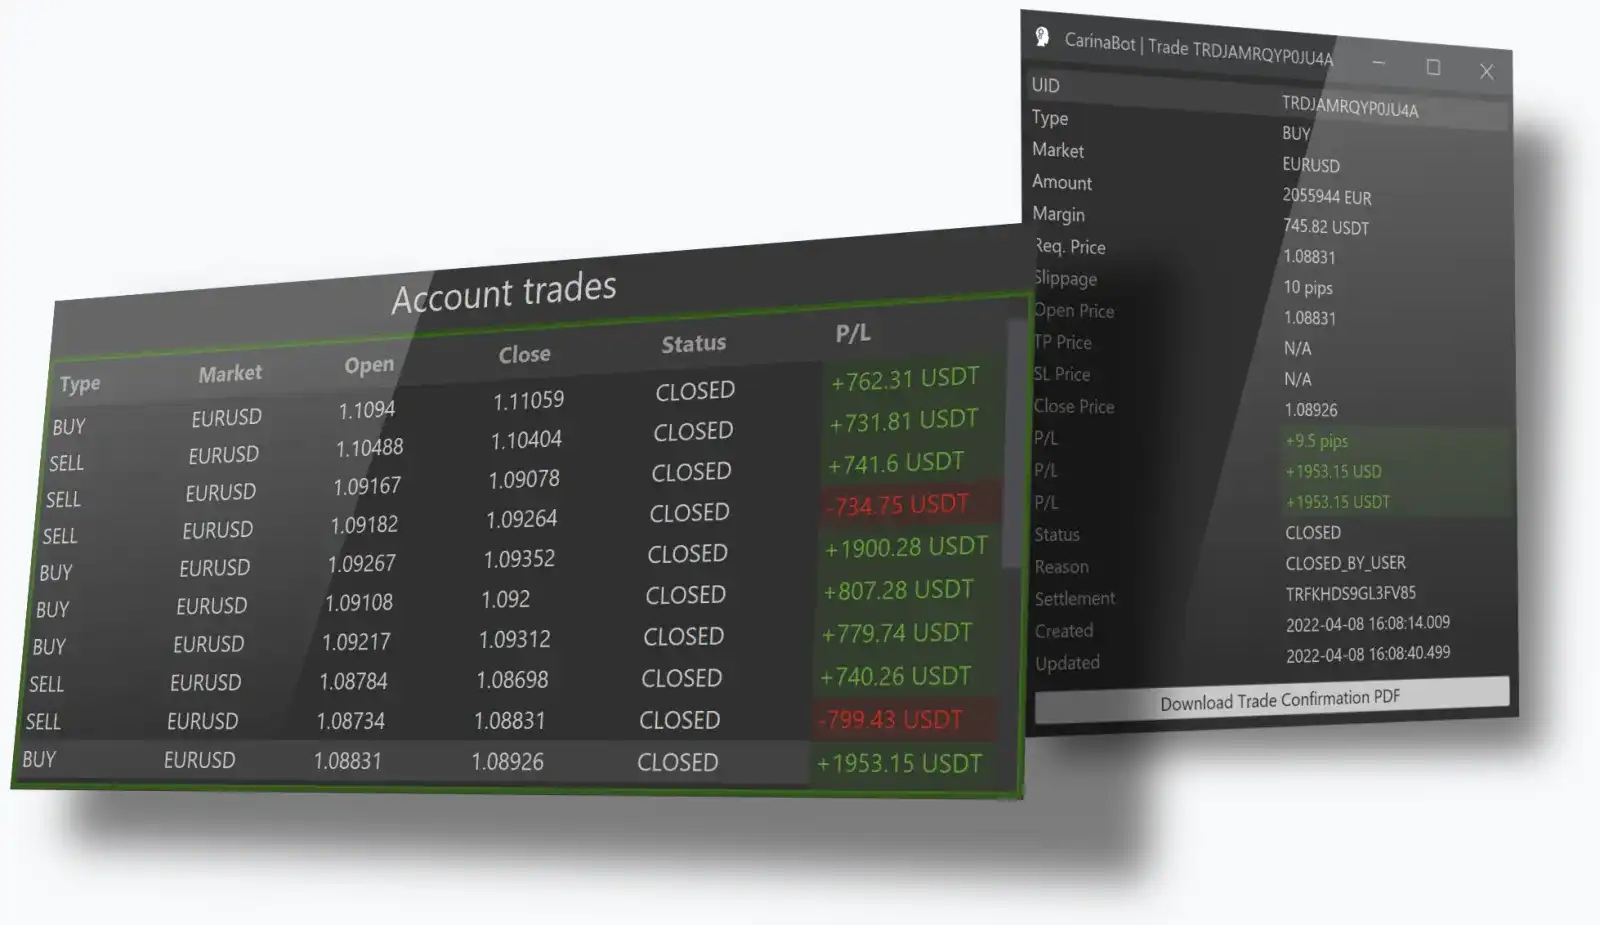 Account trades
Type Market Open Close Status P/L
BUY EURUSD 1.1094 1.11059 CLOSED +762.31 USDT
SELL EURUSD 1.10488 1.10404 CLOSED +731.81 USDT
SELL EURUSD 1.09167 1.09078 CLOSED +741.6 USDT
SELL EURUSD 1.09182 1.09264 CLOSED -734.75 USDT
BUY EURUSD 1.09267 1.09352 CLOSED +1900.28 USDT
BUY EURUSD 1.09108 1.092 CLOSED +807.28 USDT
BUY EURUSD 1.09217 1.09312 CLOSED +779.74 USDT
SELL EURUSD 1.08784 1.08698 CLOSED +740.26 USDT
SELL EURUSD 1.08734 1.08831 CLOSED -799.43 USDT
BUY EURUSD 1.08831 1.08926 CLOSED +1953.15 USDT
CarinaBot | Trade TRDJAMRQYP0JU4A
UID TRDJAMRQYP0JU4A
Type BUY
Market EURUSD
Amount 2055944 EUR
Margin 745.82 USDT
Req. Price 1.08831
Slippage 10 pips
Open Price 1.08831
TP Price N/A
SL Price N/A
Close Price 1.08926
P/L +9.5 pips
P/L +1953.15 USD
P/L +1953.15 USDT
Status CLOSED
Reason CLOSED_BY_USER
Settlement TRFKHDS9GL3FV85
Created 2022-04-08 16:08:14.009
Updated 2022-04-08 16:08:40.499
Download Trade Confirmation PDF